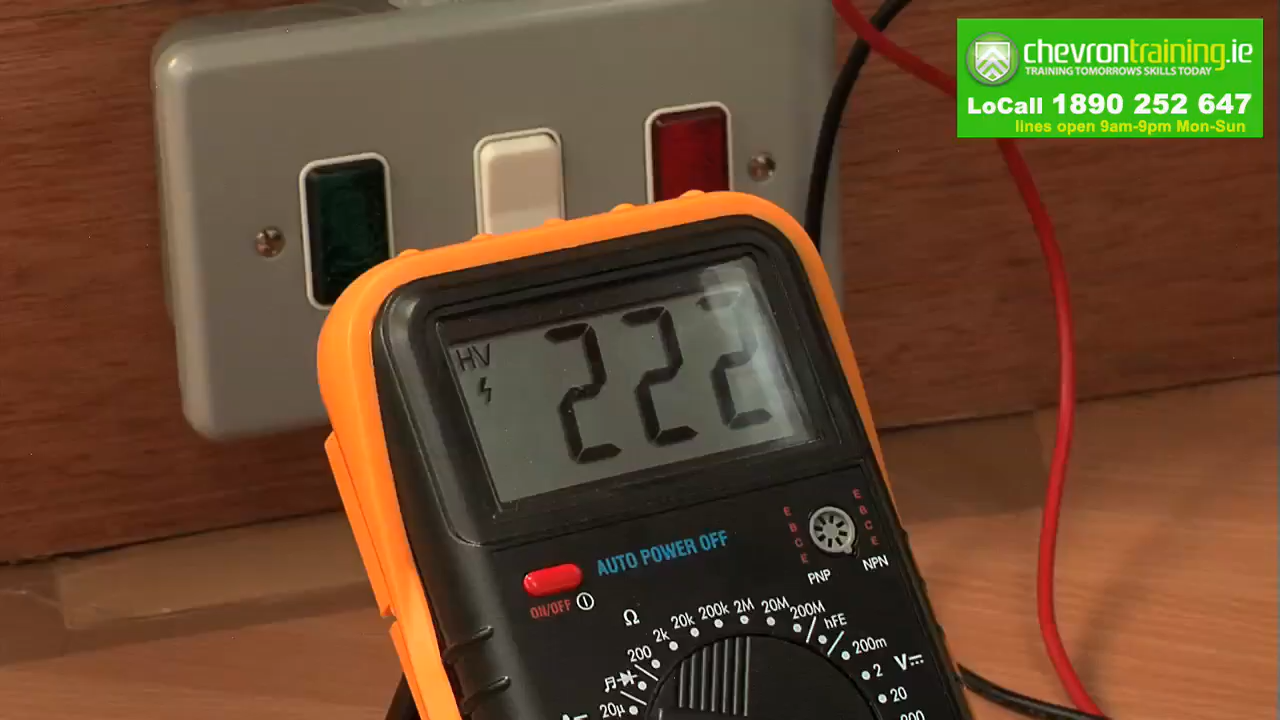 chevrontraining.ie
TRAINING TOMORROWS SKILLS TODAY
LoCall 1890 252 647
lines open 9am-9pm Mon-Sun
HV
222
AUTO POWER OFF
ON/OFF
E
B
C
E
E
B
C
E
PNP
NPN
Ω
200
2k
20k
200k
2M
20M
200M
hFE
200m
2
V
20
200
20µ